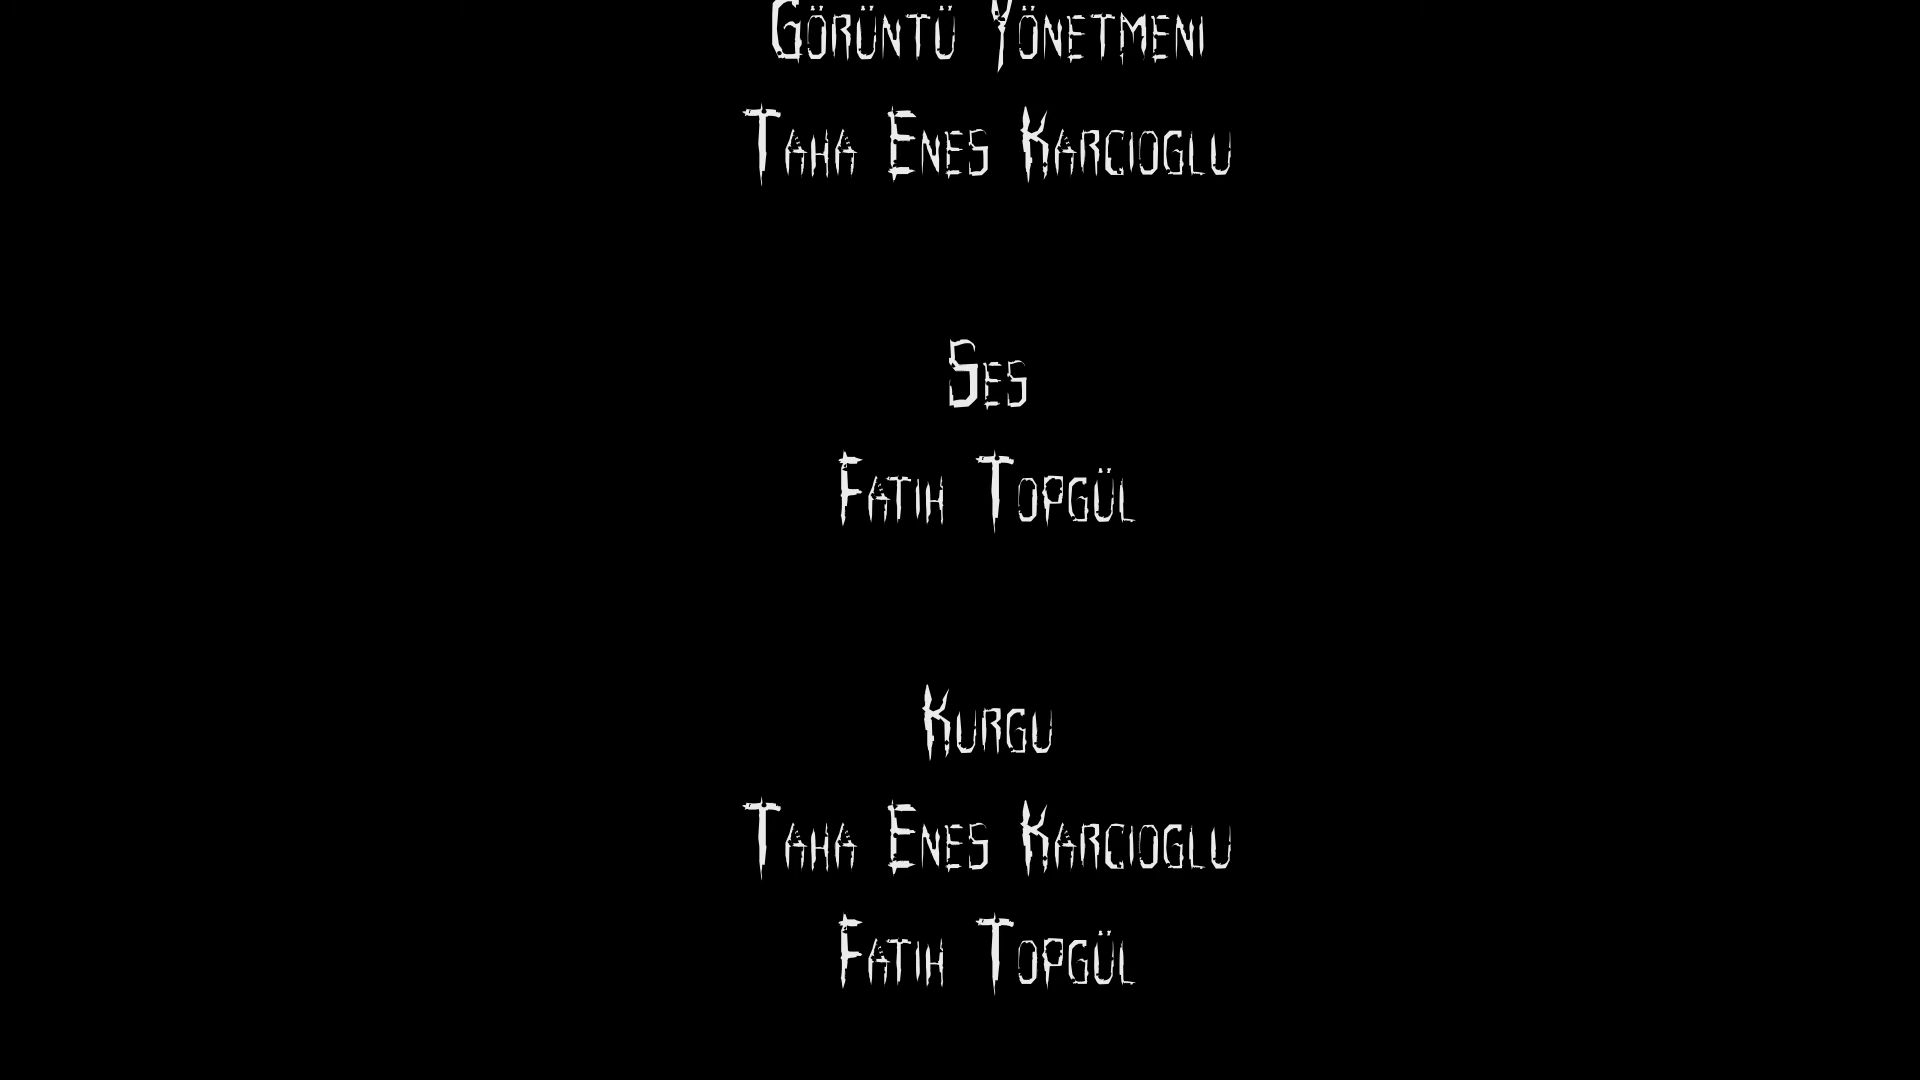 Görüntü Yönetmeni
Taha Enes Karcioglu
Ses
Fatih Topgül
Kurgu
Taha Enes Karcioglu
Fatih Topgül